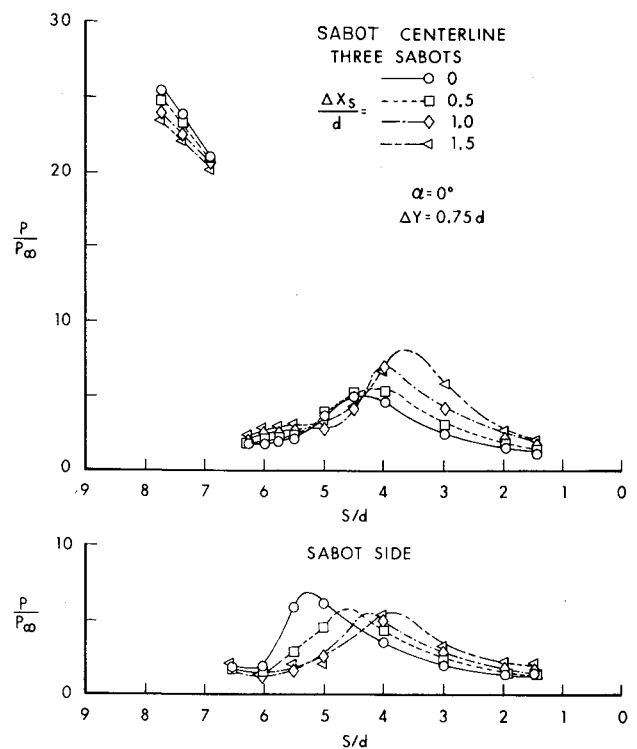 SABOT CENTERLINE
THREE SABOTS
ΔXS/d =
0
0.5
1.0
1.5
α=0°
ΔY=0.75d
P/P∞
30
20
10
0
9 8 7 6 5 4 3 2 1 0
S/d
SABOT SIDE
P/P∞
10
0
9 8 7 6 5 4 3 2 1 0
S/d